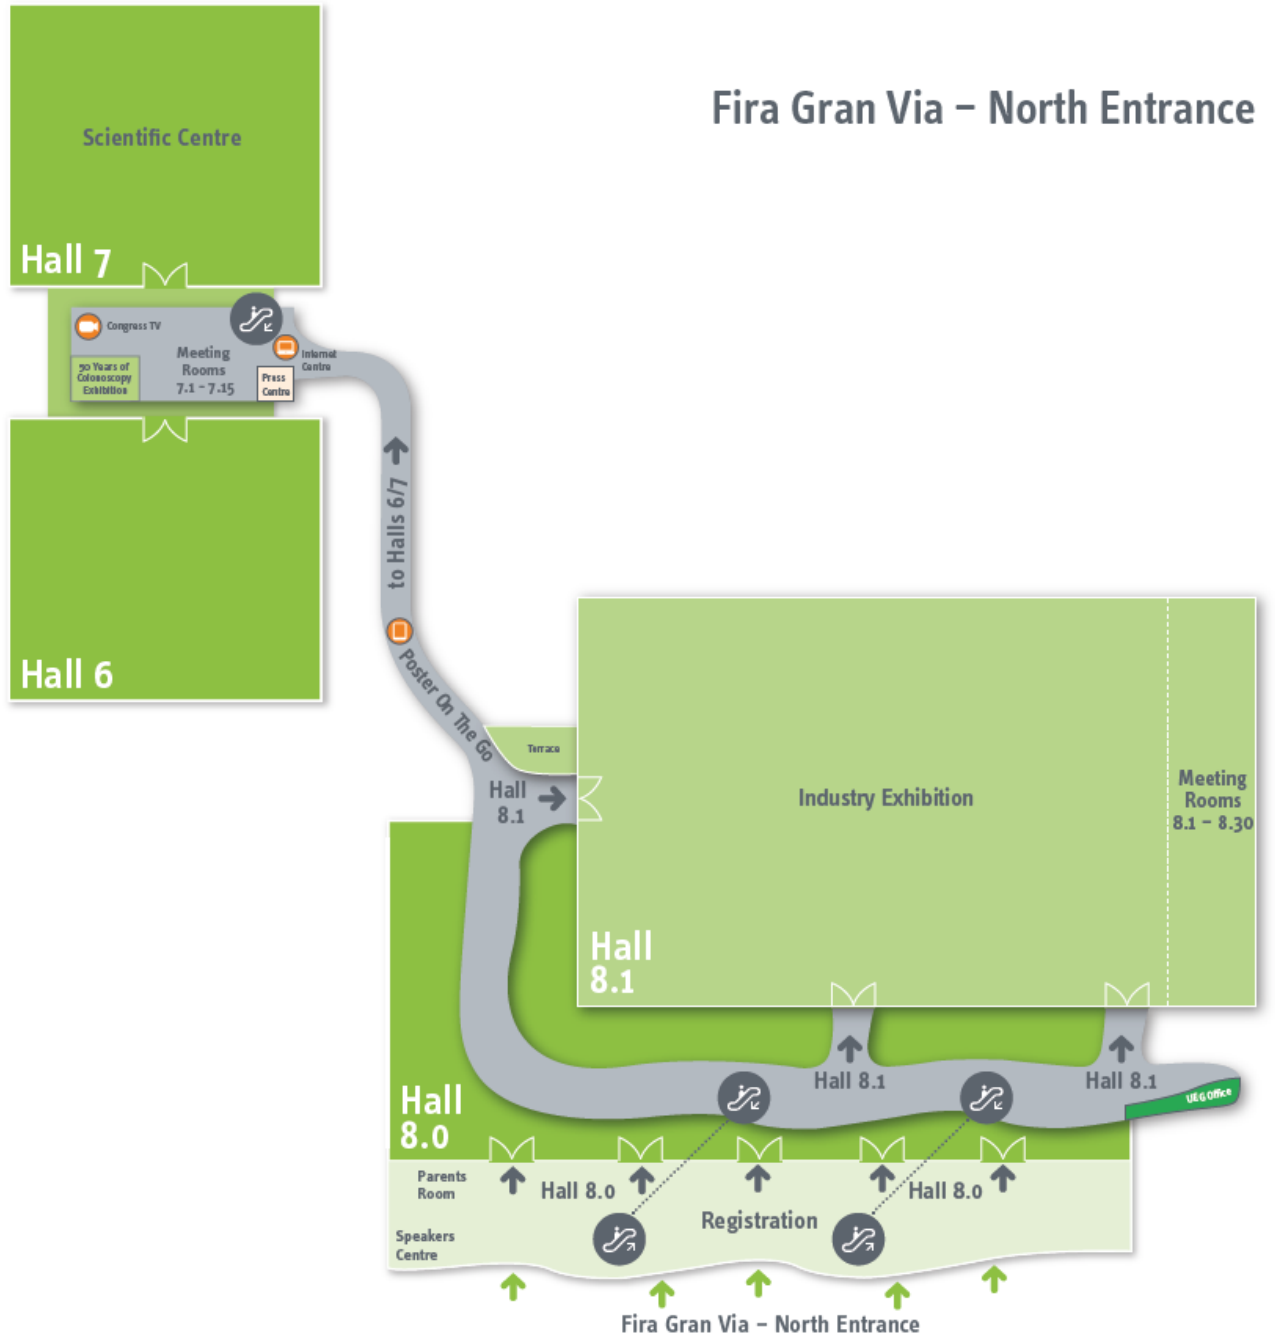 Fira Gran Via – North Entrance
Scientific Centre
Hall 7
Congress TV
50 Years of
Colonoscopy
Exhibition
Meeting
Rooms
7.1 – 7.15
Internet
Centre
Press
Centre
Hall 6
to Halls 6/7
Poster On The Go
Terrace
Hall
8.1
Industry Exhibition
Meeting
Rooms
8.1 – 8.30
Hall
8.1
Hall 8.1
Hall 8.1
UEG Office
Hall
8.0
Parents
Room
Hall 8.0
Hall 8.0
Registration
Speakers
Centre
Fira Gran Via – North Entrance